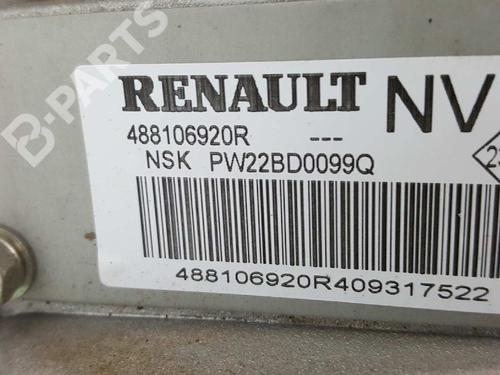 B-PARTS
RENAULT NV
488106920R ---
NSK PW22BD0099Q
488106920R409317522